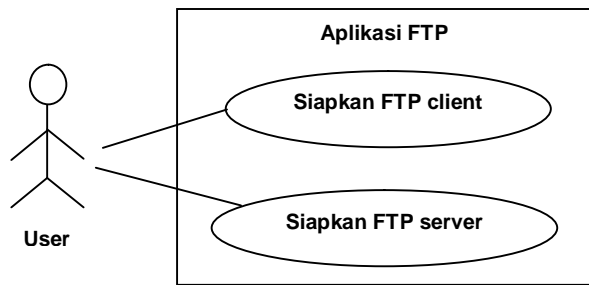 Aplikasi FTP
Siapkan FTP client
Siapkan FTP server
User